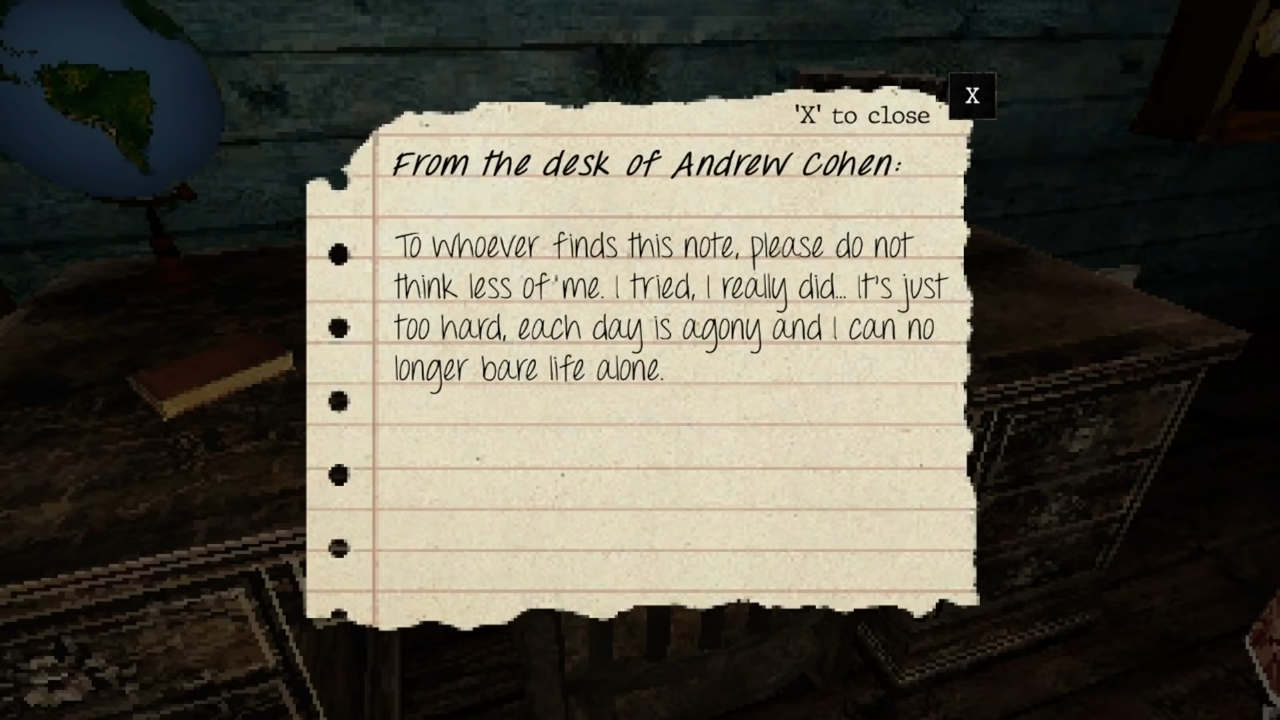 X
'X' to close
From the desk of Andrew Cohen:
To whoever finds this note, please do not
think less of me. I tried, I really did... It's just
too hard, each day is agony and I can no
longer bare life alone.